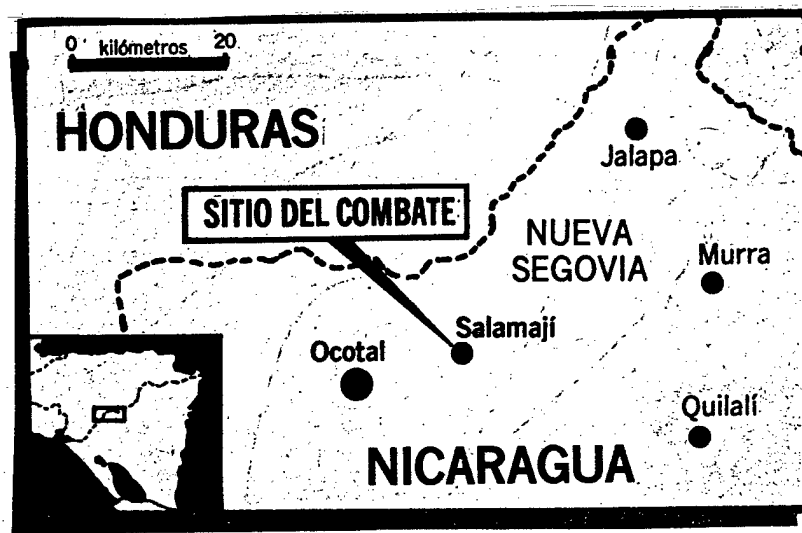 0 kilómetros 20
HONDURAS
Jalapa
SITIO DEL COMBATE
NUEVA
SEGOVIA
Murra
Salamají
Ocotal
Quilalí
NICARAGUA